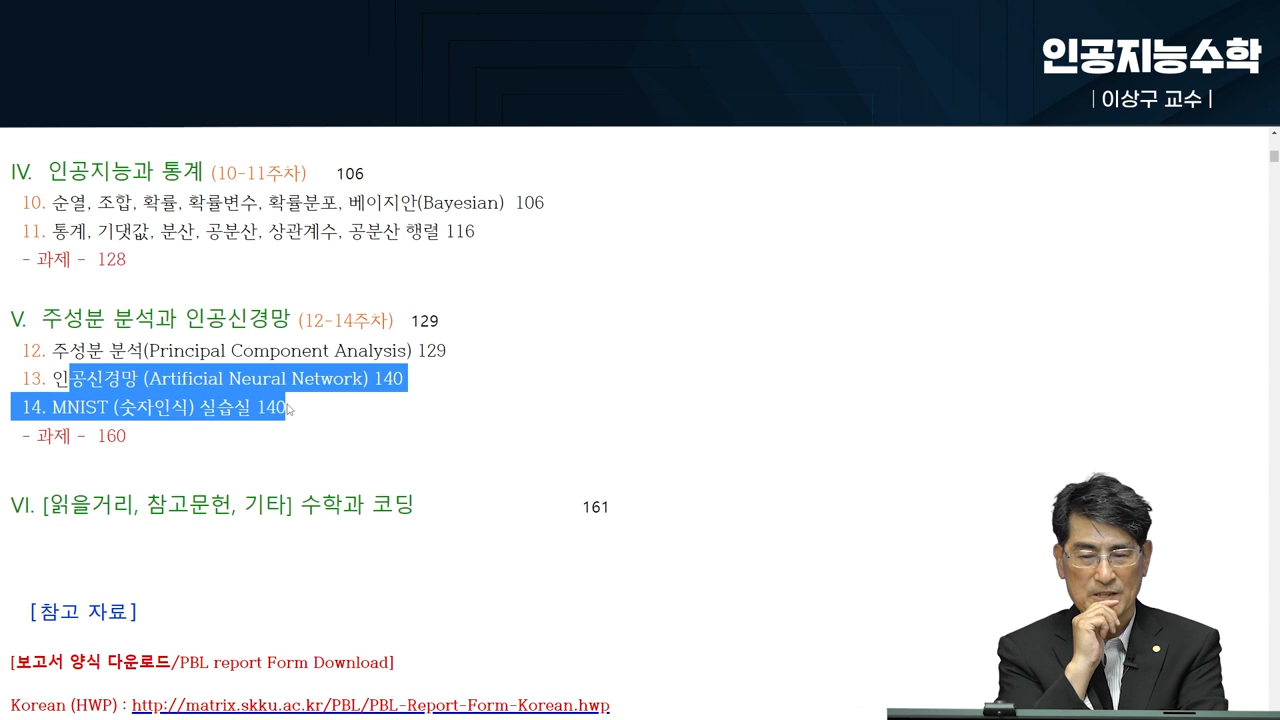 인공지능수학
| 이상구 교수 |
IV. 인공지능과 통계 (10-11주차) 106
10. 순열, 조합, 확률, 확률변수, 확률분포, 베이지안(Bayesian) 106
11. 통계, 기댓값, 분산, 공분산, 상관계수, 공분산 행렬 116
- 과제 - 128
V. 주성분 분석과 인공신경망 (12-14주차) 129
12. 주성분 분석(Principal Component Analysis) 129
13. 인공신경망 (Artificial Neural Network) 140
14. MNIST (숫자인식) 실습실 140
- 과제 - 160
VI. [읽을거리, 참고문헌, 기타] 수학과 코딩 161
[참고 자료]
[보고서 양식 다운로드/PBL report Form Download]
Korean (HWP) : http://matrix.skku.ac.kr/PBL/PBL-Report-Form-Korean.hwp